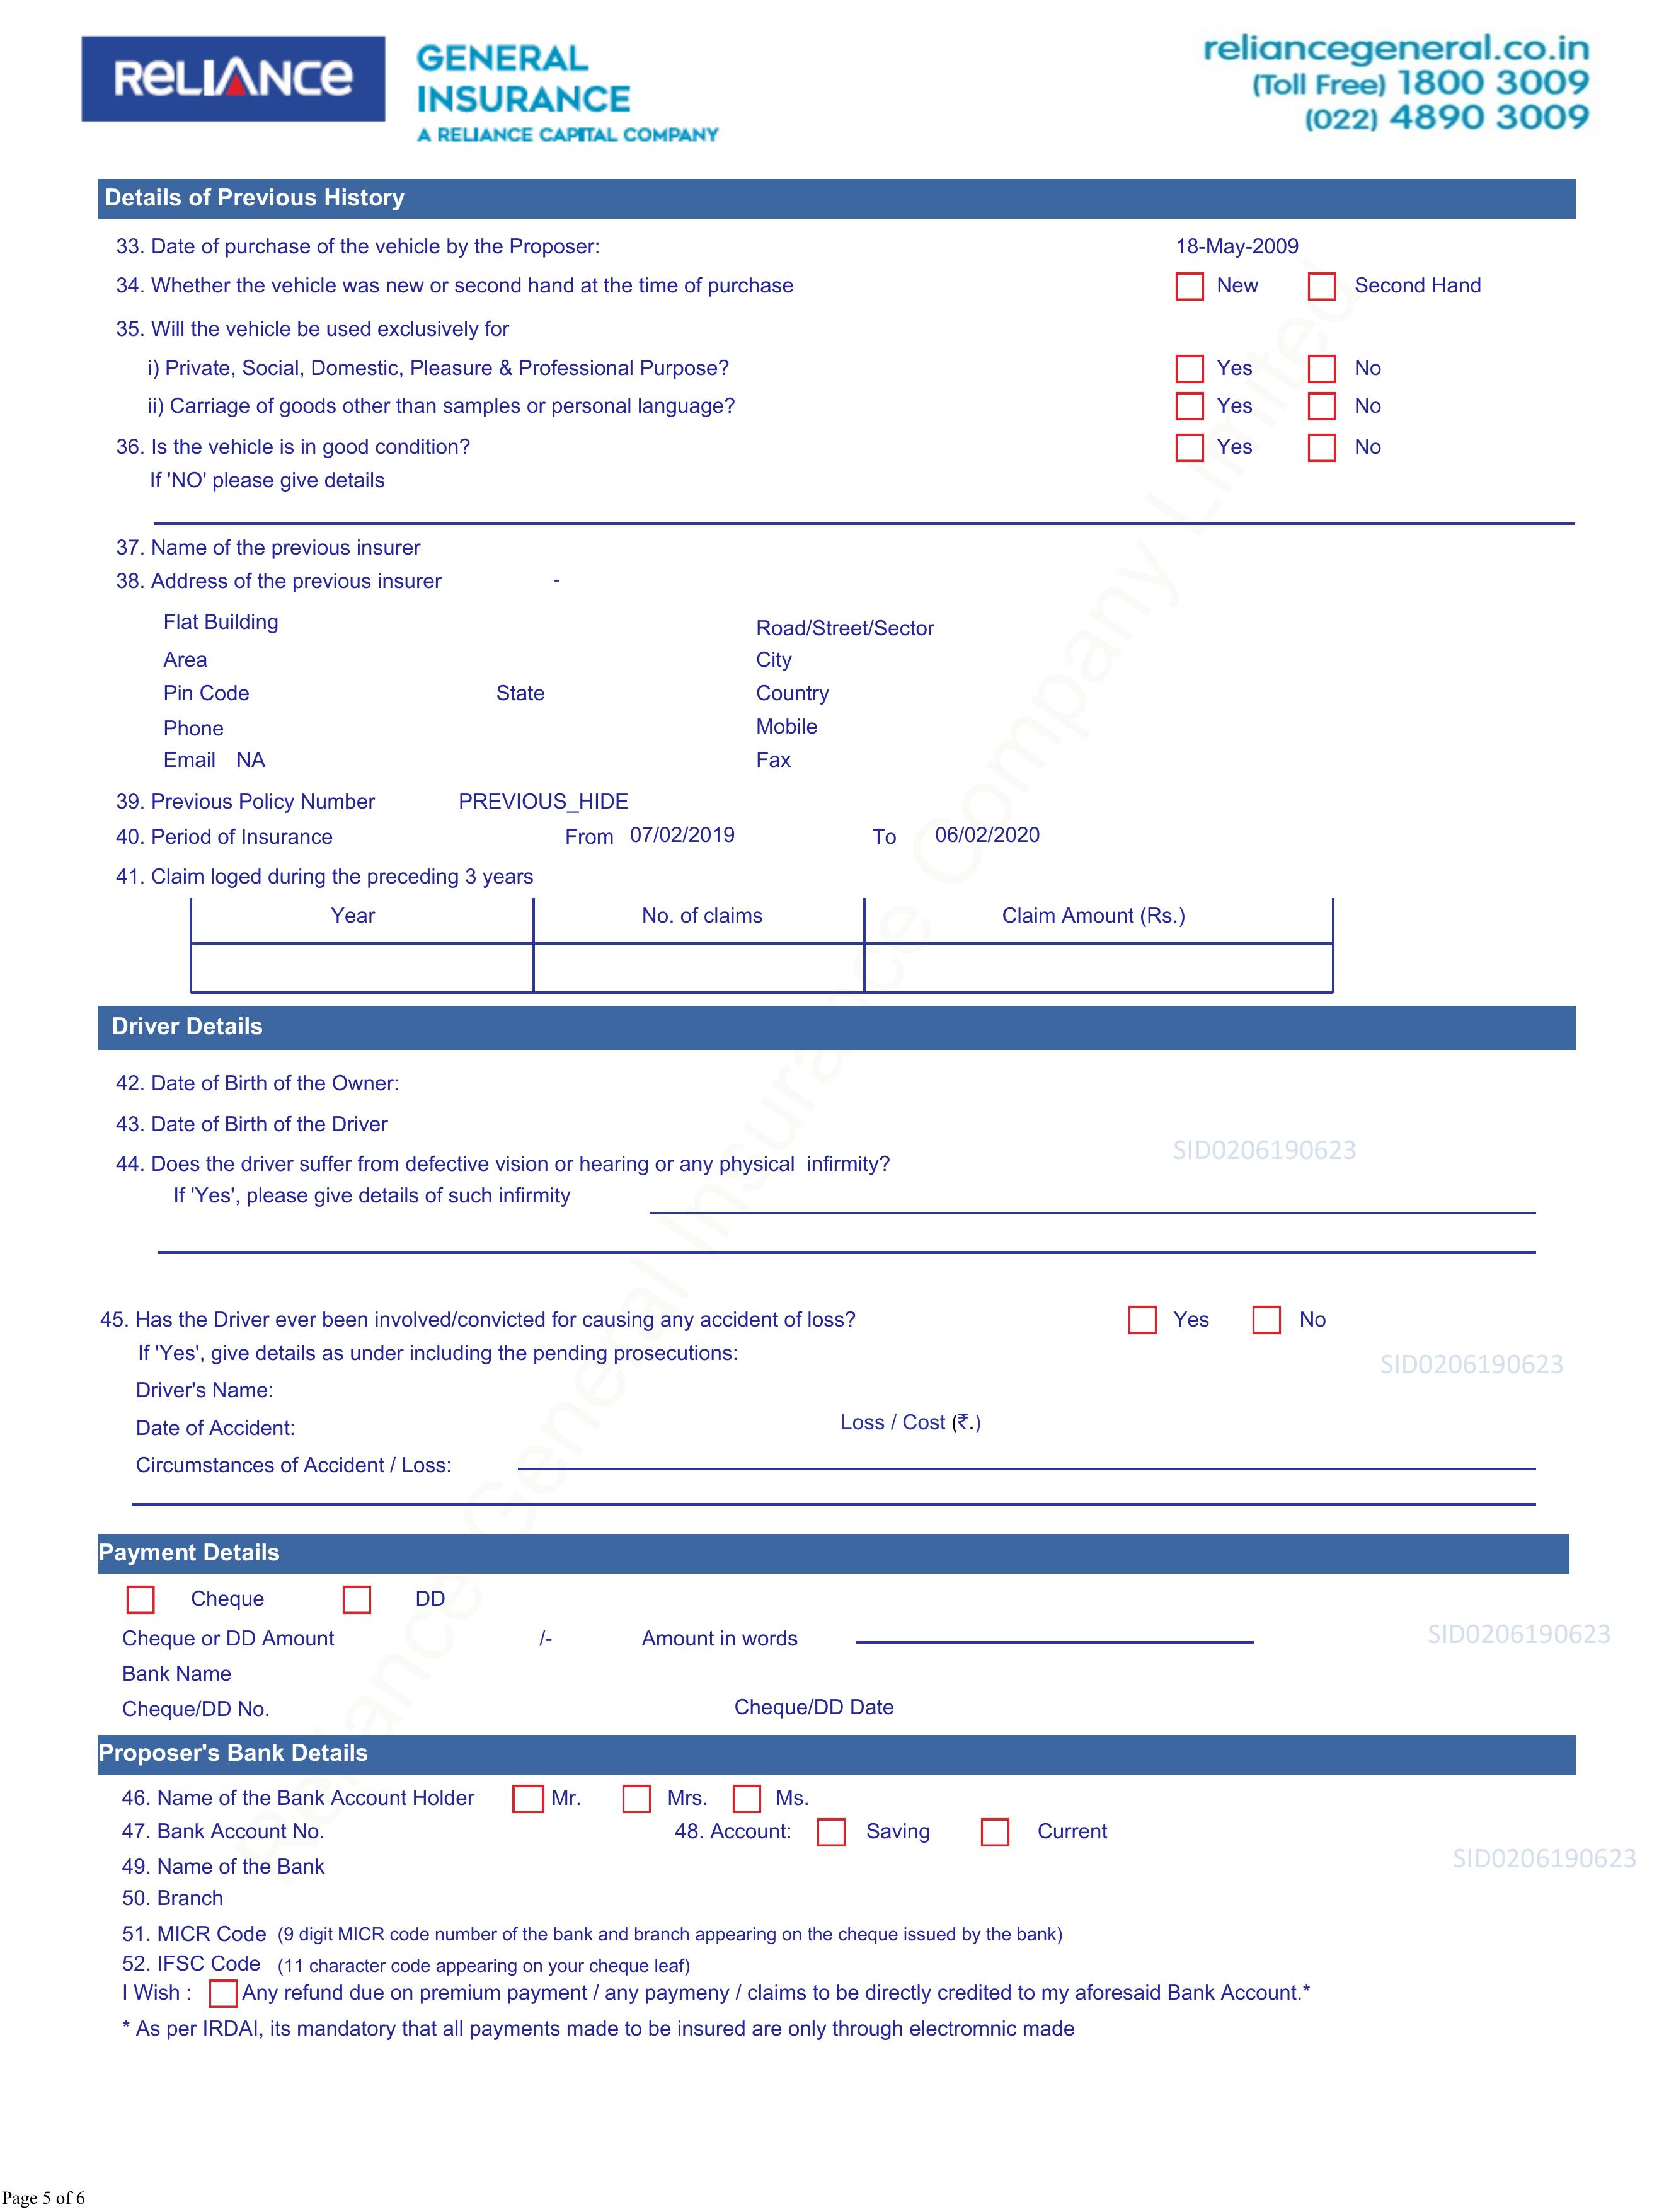 RELIANCE
GENERAL
INSURANCE
A RELIANCE CAPITAL COMPANY
reliancegeneral.co.in
(Toll Free) 1800 3009
(022) 4890 3009
Details of Previous History
33. Date of purchase of the vehicle by the Proposer: 18-May-2009
34. Whether the vehicle was new or second hand at the time of purchase New Second Hand
35. Will the vehicle be used exclusively for
i) Private, Social, Domestic, Pleasure & Professional Purpose? Yes No
ii) Carriage of goods other than samples or personal language? Yes No
36. Is the vehicle is in good condition? Yes No
If 'NO' please give details
37. Name of the previous insurer
38. Address of the previous insurer -
Flat Building Road/Street/Sector
Area City
Pin Code State Country
Phone Mobile
Email NA Fax
39. Previous Policy Number PREVIOUS_HIDE
40. Period of Insurance From 07/02/2019 To 06/02/2020
41. Claim loged during the preceding 3 years
Year No. of claims Claim Amount (Rs.)
Driver Details
42. Date of Birth of the Owner:
43. Date of Birth of the Driver
SID0206190623
44. Does the driver suffer from defective vision or hearing or any physical infirmity?
If 'Yes', please give details of such infirmity
45. Has the Driver ever been involved/convicted for causing any accident of loss? Yes No
If 'Yes', give details as under including the pending prosecutions:
SID0206190623
Driver's Name:
Date of Accident: Loss / Cost (₹.)
Circumstances of Accident / Loss:
Payment Details
Cheque DD
Cheque or DD Amount /- Amount in words SID0206190623
Bank Name
Cheque/DD No. Cheque/DD Date
Proposer's Bank Details
46. Name of the Bank Account Holder Mr. Mrs. Ms.
47. Bank Account No. 48. Account: Saving Current
49. Name of the Bank SID0206190623
50. Branch
51. MICR Code (9 digit MICR code number of the bank and branch appearing on the cheque issued by the bank)
52. IFSC Code (11 character code appearing on your cheque leaf)
I Wish : Any refund due on premium payment / any paymeny / claims to be directly credited to my aforesaid Bank Account.*
* As per IRDAI, its mandatory that all payments made to be insured are only through electromnic made
Reliance General Insurance Company Limited
Page 5 of 6